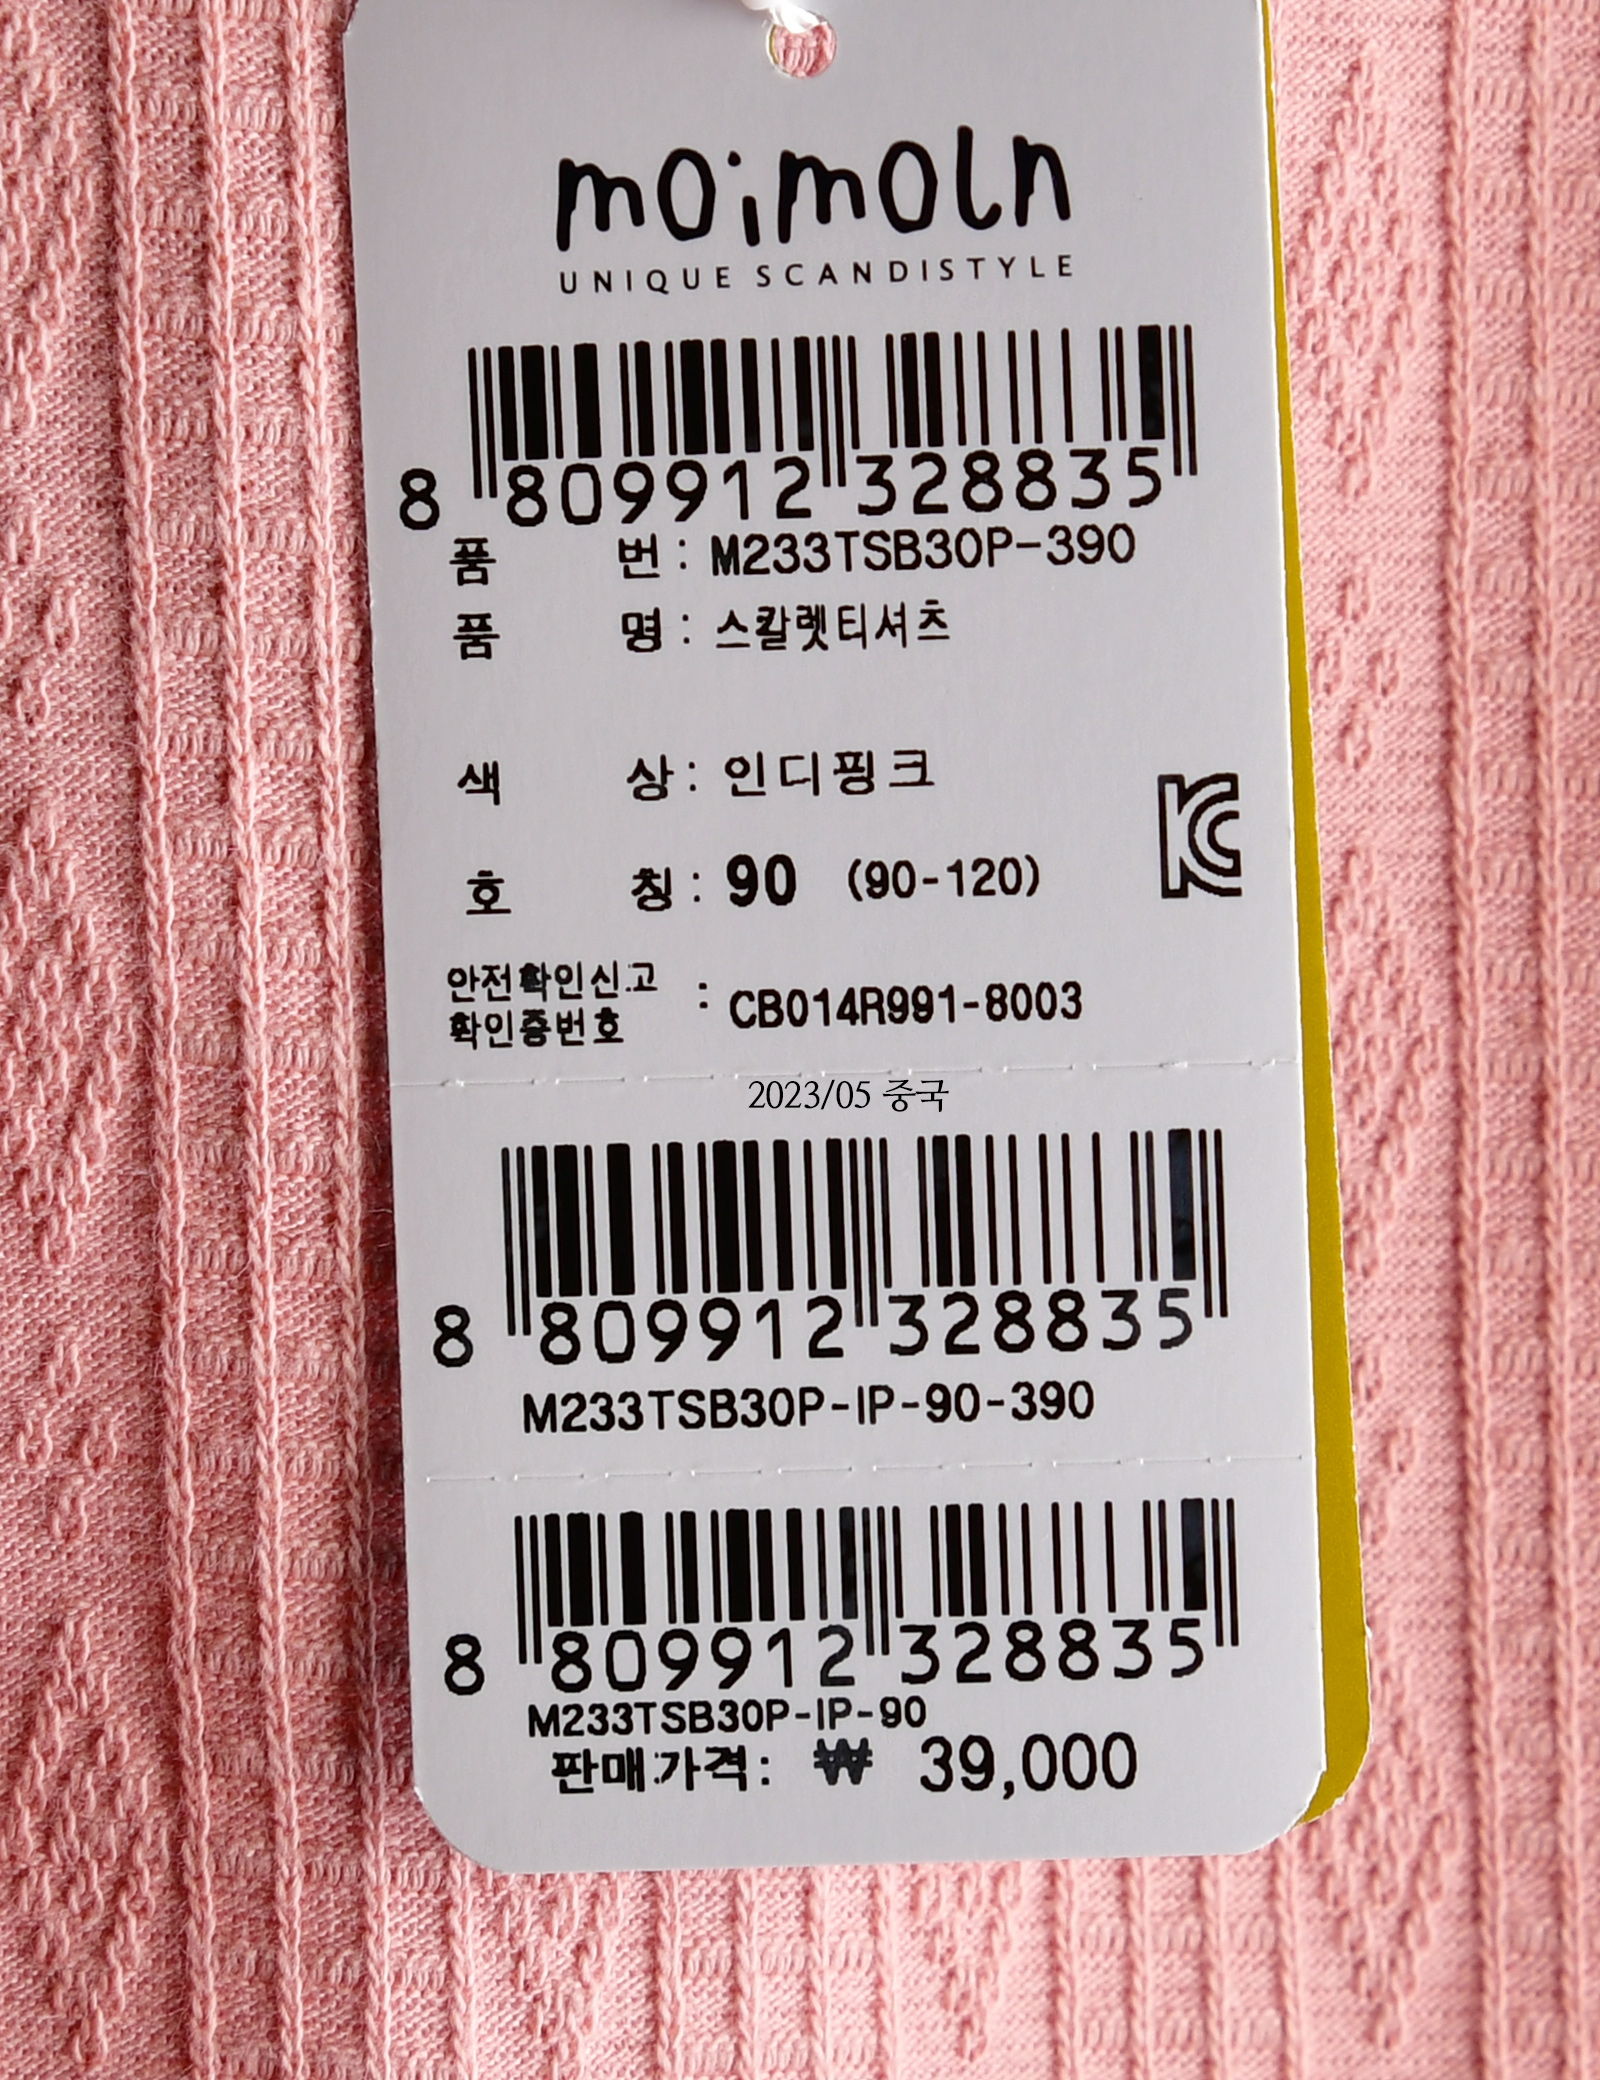 moimoln
UNIQUE SCANDISTYLE
8 809912 328835
품 번 : M233TSB30P-390
품 명 : 스칼렛티셔츠
색 상 : 인디핑크
KC
호 칭 : 90 (90-120)
안전확인신고
확인증번호 : CB014R991-8003
2023/05 중국
8 809912 328835
M233TSB30P-IP-90-390
8 809912 328835
M233TSB30P-IP-90
판매가격: ₩ 39,000